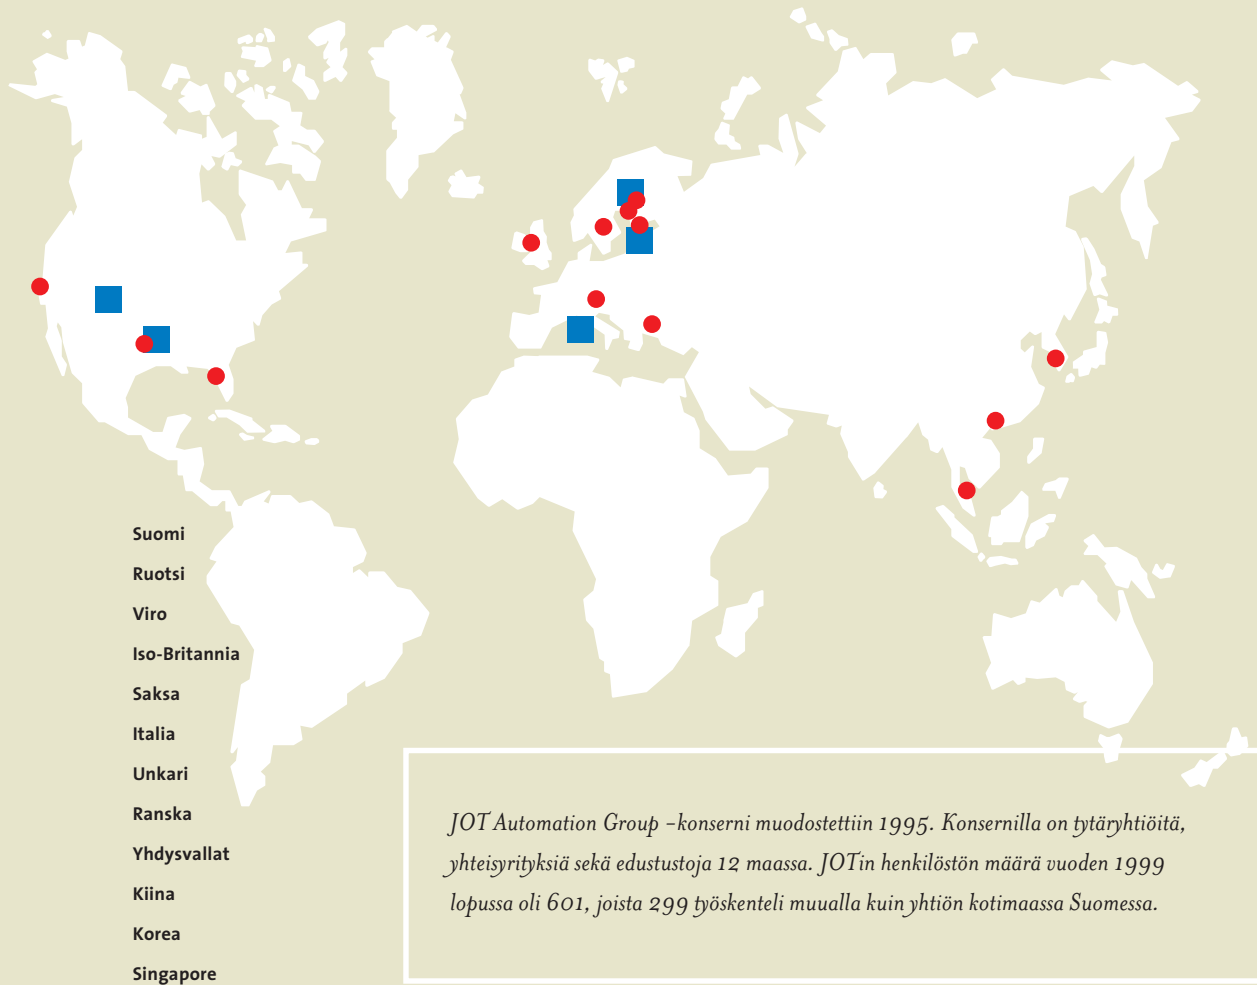 Suomi
Ruotsi
Viro
Iso-Britannia
Saksa
Italia
Unkari
Ranska
Yhdysvallat
Kiina
Korea
Singapore
JOT Automation Group –konserni muodostettiin 1995. Konsernilla on tytäryhtiöitä,
yhteisyrityksiä sekä edustustoja 12 maassa. JOTin henkilöstön määrä vuoden 1999
lopussa oli 601, joista 299 työskenteli muualla kuin yhtiön kotimaassa Suomessa.